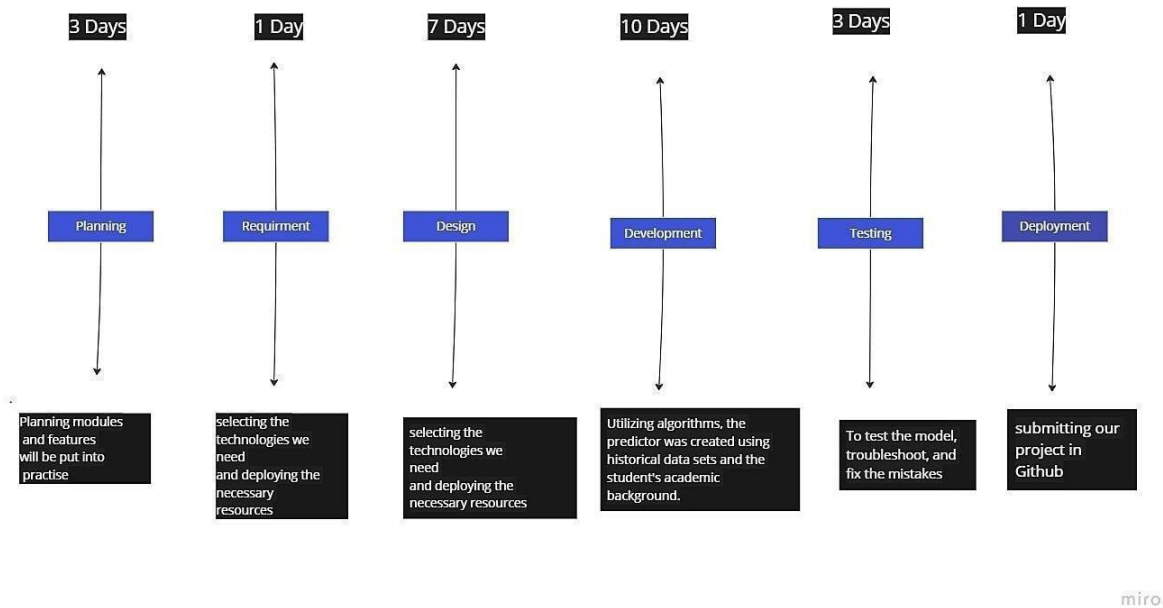 3 Days
1 Day
7 Days
10 Days
3 Days
1 Day
Planning
Requirment
Design
Development
Testing
Deployment
Planning modules
and features
will be put into
practise
selecting the
technologies we
need
and deploying the
necessary
resources
selecting the
technologies we
need
and deploying the
necessary resources
Utilizing algorithms, the
predictor was created using
historical data sets and the
student's academic
background.
To test the model,
troubleshoot, and
fix the mistakes
submitting our
project in
Github
miro